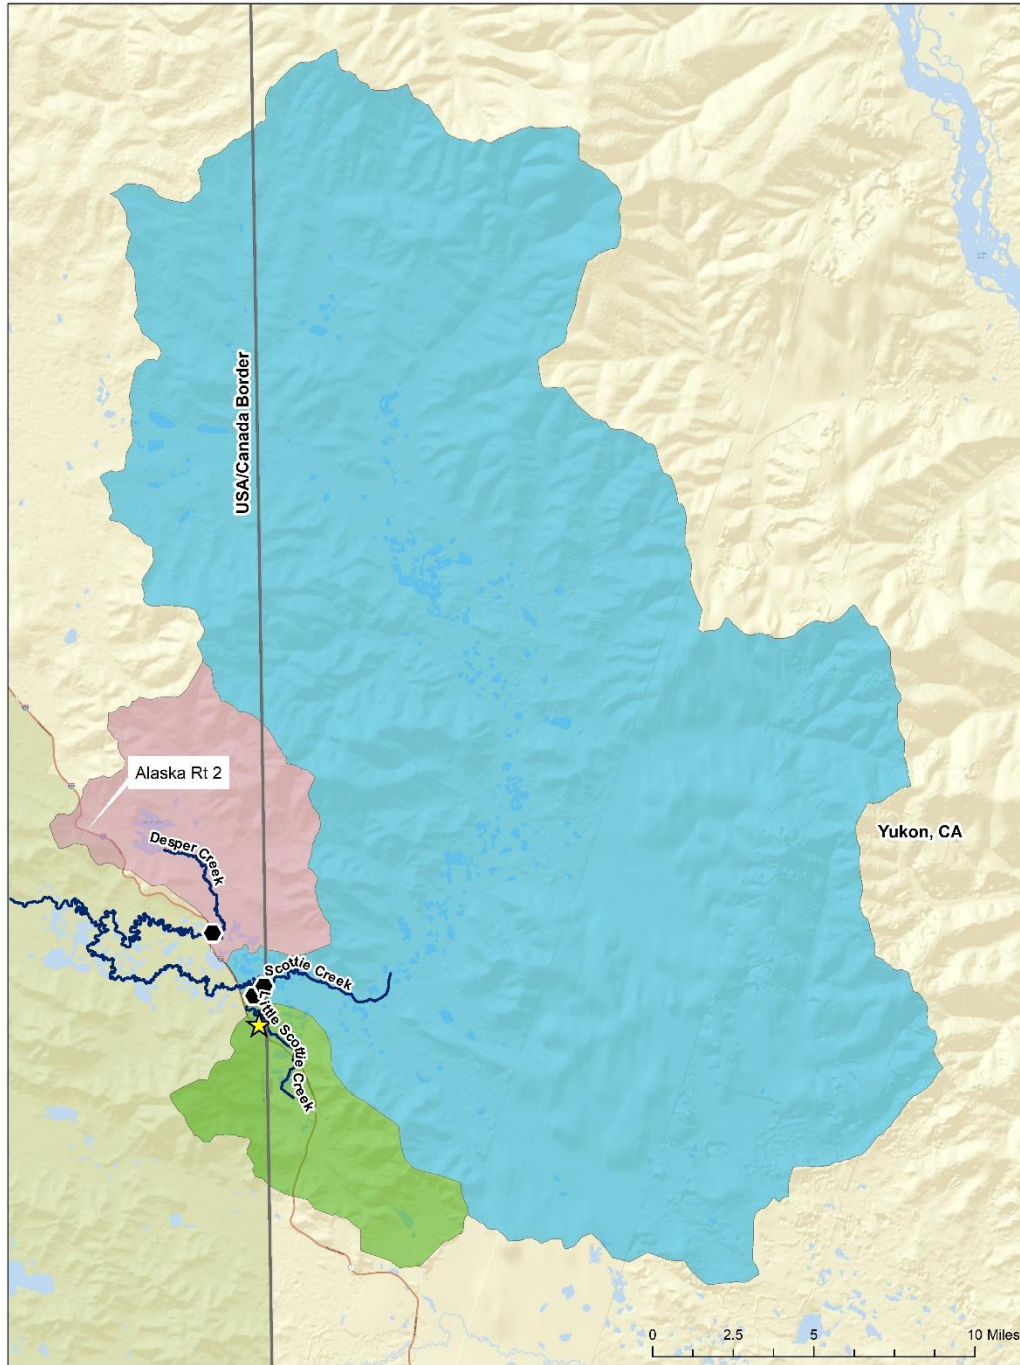 USA/Canada Border
Alaska Rt 2
Desper Creek
Yukon, CA
Scottie Creek
Little Scottie Creek
0 2.5 5 10 Miles